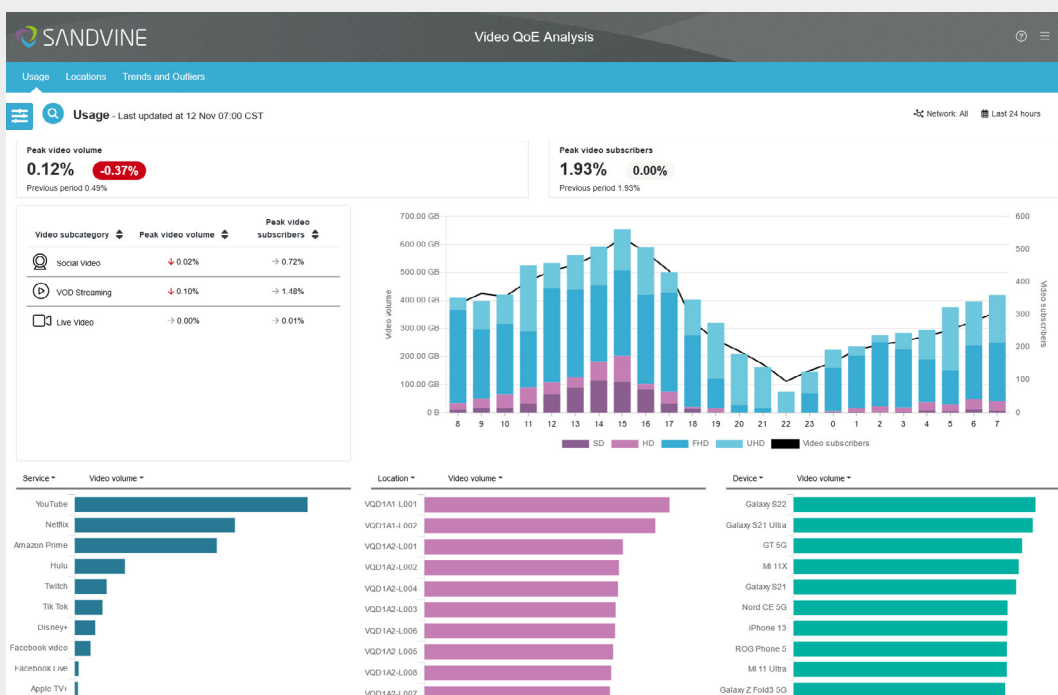 SANDVINE
Video QoE Analysis
Usage Locations Trends and Outliers
Usage - Last updated at 12 Nov 07:00 CST
Network: All Last 24 hours
Peak video volume
0.12% -0.37%
Previous period 0.49%
Peak video subscribers
1.93% 0.00%
Previous period 1.93%
Video subcategory Peak video volume Peak video subscribers
Social Video 0.02% 0.72%
VOD Streaming 0.10% 1.48%
Live Video 0.00% 0.01%
Video volume
700.00 GB
600.00 GB
500.00 GB
400.00 GB
300.00 GB
200.00 GB
100.00 GB
0 B
600
500
400
300
200
100
0
Video subscribers
8 9 10 11 12 13 14 15 16 17 18 19 20 21 22 23 0 1 2 3 4 5 6 7
SD HD FHD UHD Video subscribers
Service Video volume
YouTube
Netflix
Amazon Prime
Hulu
Twitch
Tik Tok
Disney+
Facebook video
Facebook Live
Apple TV+
Location Video volume
VQD1A1-L001
VQD1A1-L002
VQD1A2-L001
VQD1A2-L002
VQD1A2-L004
VQD1A2-L003
VQD1A2-L006
VQD1A2-L005
VQD1A2-L008
VQD1A2-L007
Device Video volume
Galaxy S22
Galaxy S21 Ultra
GT 5G
MI 11X
Galaxy S21
Nord CE 5G
iPhone 13
ROG Phone 5
MI 11 Ultra
Galaxy Z Fold3 5G